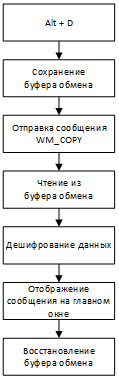 Alt + D
Сохранение
буфера обмена
Отправка сообщения
WM_COPY
Чтение из
буфера обмена
Дешифрование данных
Отображение
сообщения на главном
окне
Восстановление
буфера обмена